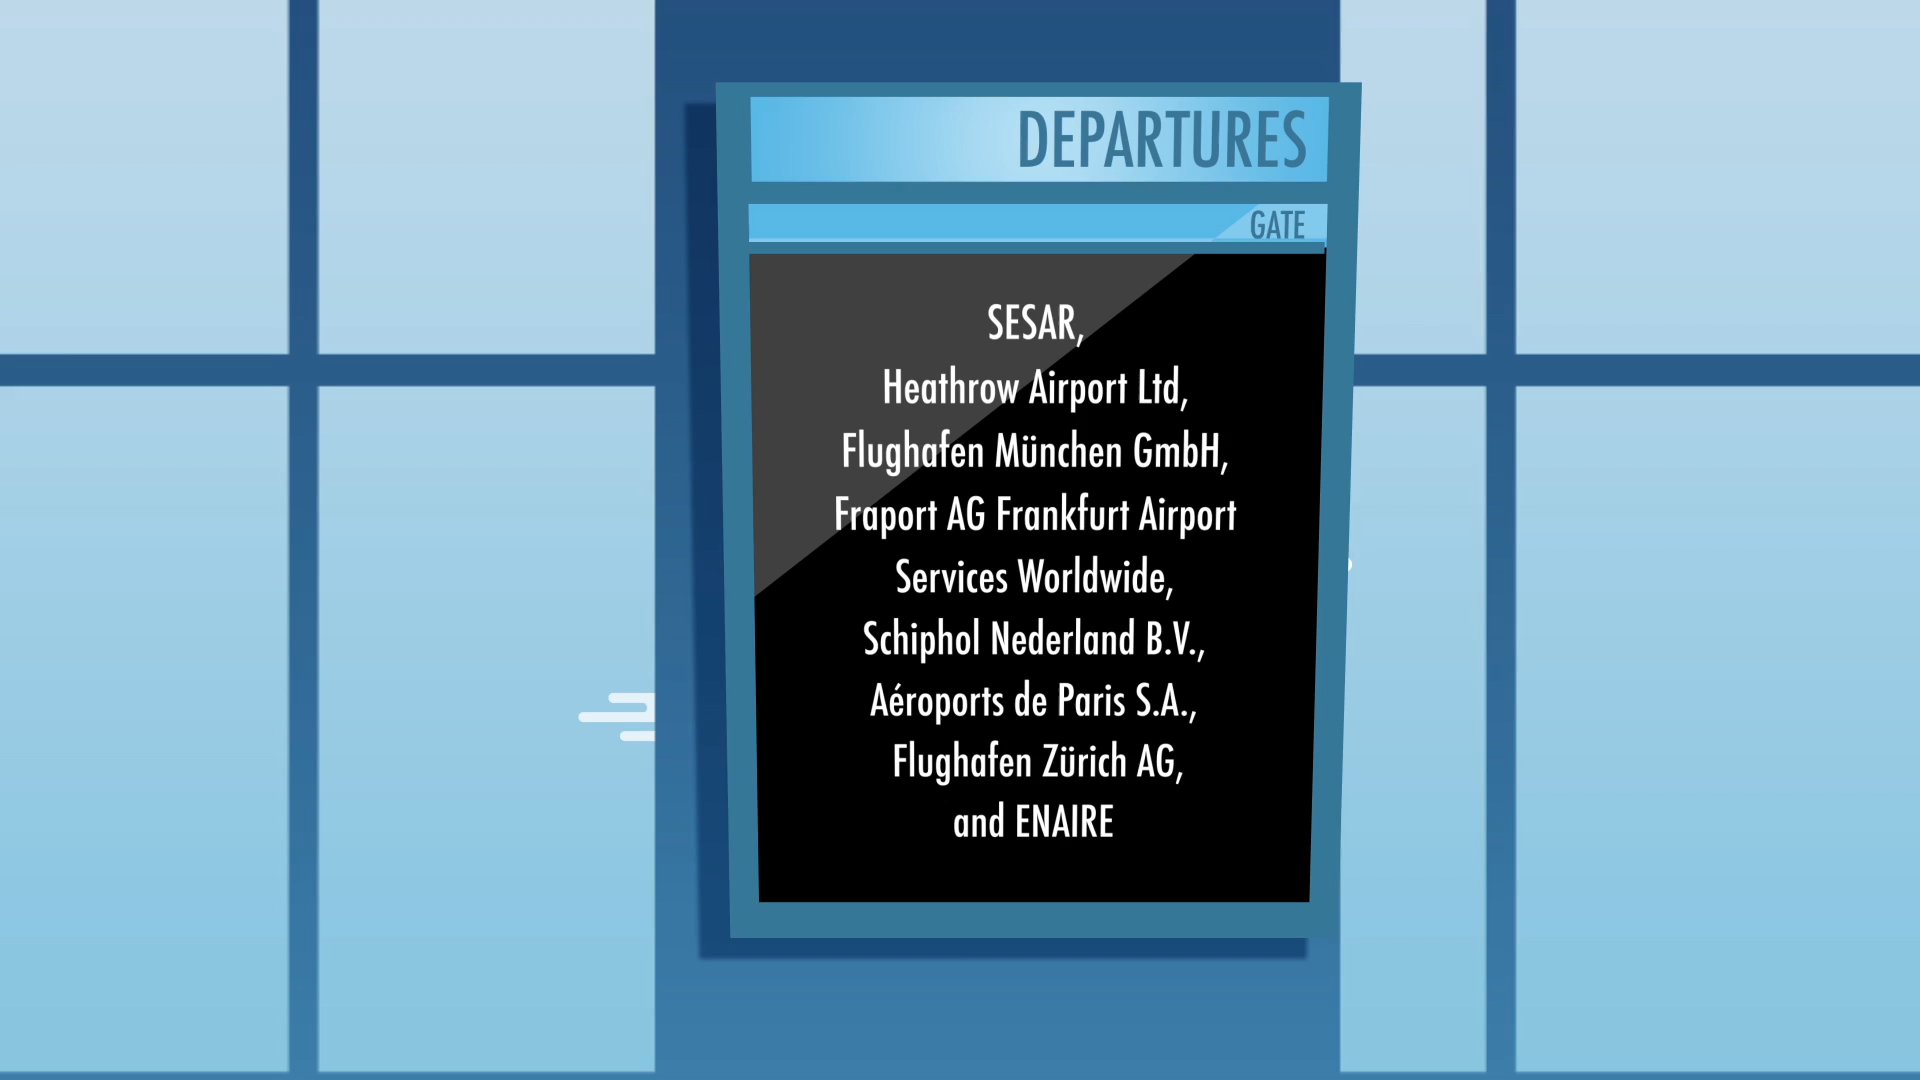 DEPARTURES
GATE
SESAR,
Heathrow Airport Ltd,
Flughafen München GmbH,
Fraport AG Frankfurt Airport
Services Worldwide,
Schiphol Nederland B.V.,
Aéroports de Paris S.A.,
Flughafen Zürich AG,
and ENAIRE